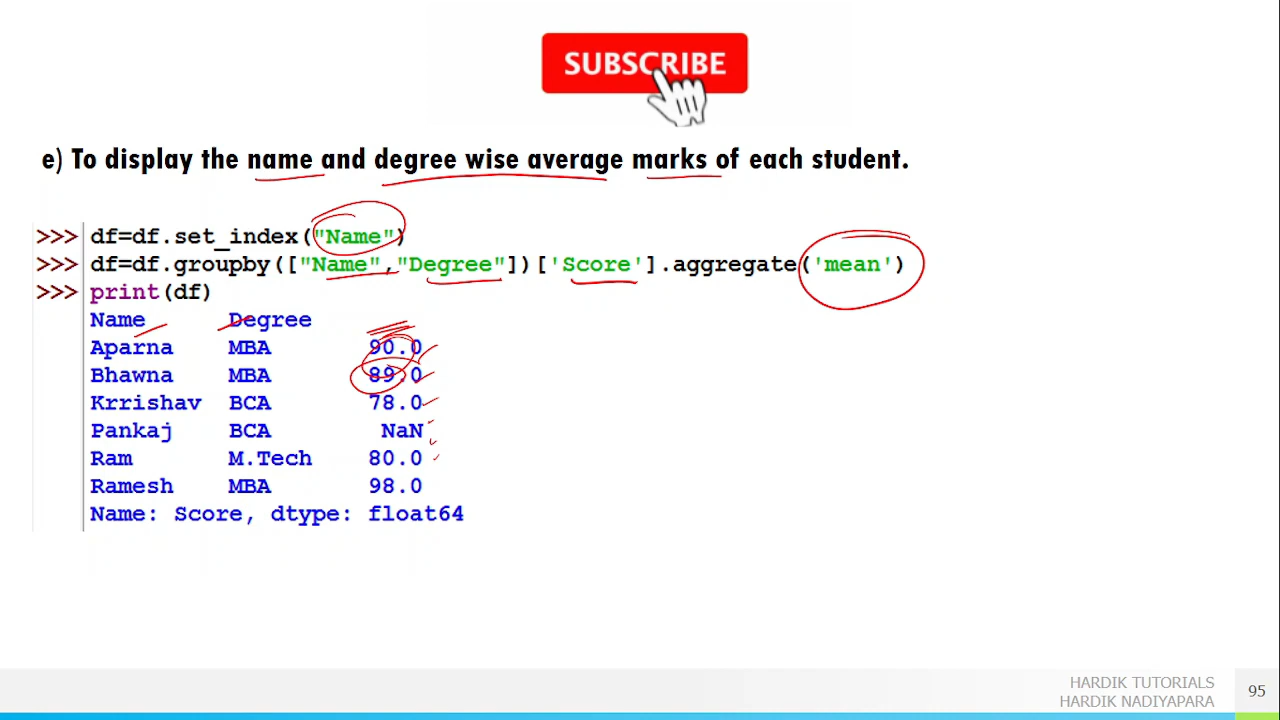 SUBSCRIBE
e) To display the name and degree wise average marks of each student.
>>> df=df.set_index("Name")
>>> df=df.groupby(["Name","Degree"])['Score'].aggregate('mean')
>>> print(df)
Name Degree
Aparna MBA 90.0
Bhawna MBA 89.0
Krrishav BCA 78.0
Pankaj BCA NaN
Ram M.Tech 80.0
Ramesh MBA 98.0
Name: Score, dtype: float64
HARDIK TUTORIALS
HARDIK NADIYAPARA
95